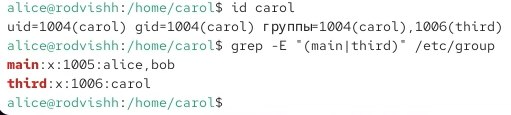 alice@rodvishh:/home/carol$ id carol
uid=1004(carol) gid=1004(carol) группы=1004(carol),1006(third)
alice@rodvishh:/home/carol$ grep -E "(main|third)" /etc/group
main:x:1005:alice,bob
third:x:1006:carol
alice@rodvishh:/home/carol$